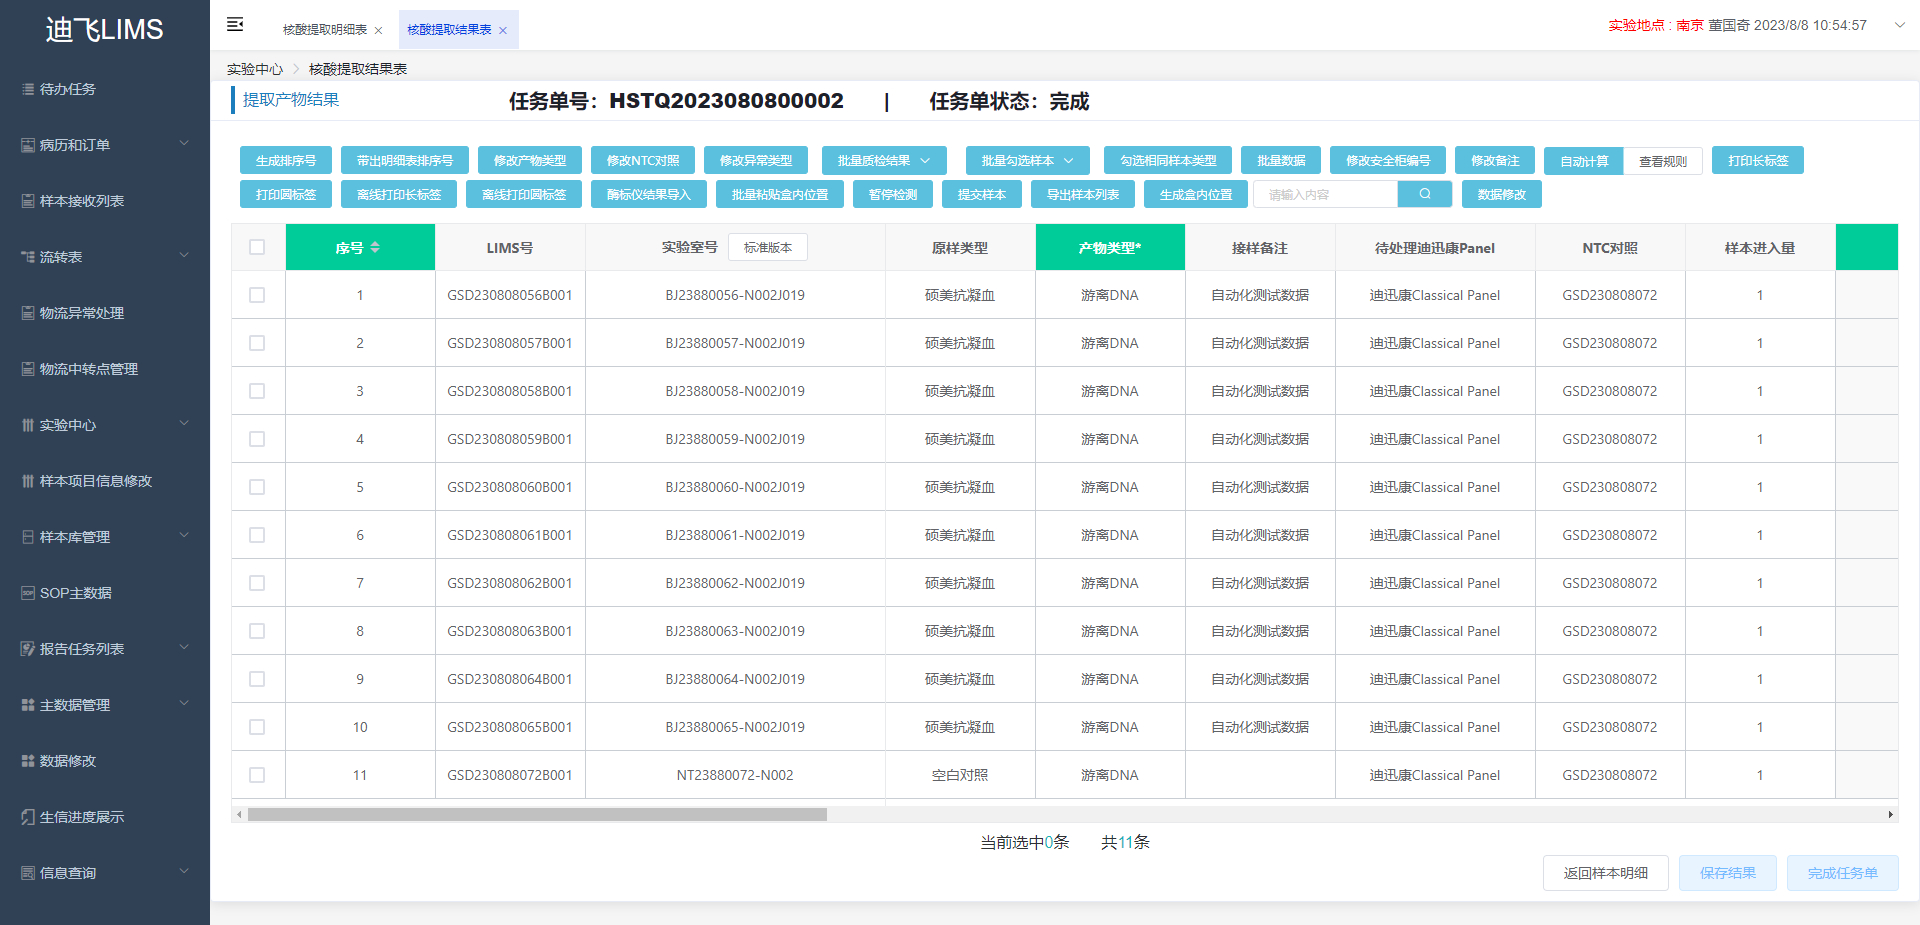 迪飞LIMS
待办任务
病历和订单
样本接收列表
流转表
物流异常处理
物流中转点管理
实验中心
样本项目信息修改
样本库管理
SOP主数据
报告任务列表
主数据管理
数据修改
生信进度展示
信息查询
核酸提取明细表 核酸提取结果表
实验地点 : 南京 董国奇 2023/8/8 10:54:57
实验中心 核酸提取结果表
提取产物结果 任务单号：HSTQ2023080800002 | 任务单状态：完成
生成排序号 带出明细表排序号 修改产物类型 修改NTC对照 修改异常类型 批量质检结果 批量勾选样本 勾选相同样本类型 批量数据 修改安全柜编号 修改备注 自动计算 查看规则 打印长标签
打印圆标签 离线打印长标签 离线打印圆标签 酶标仪结果导入 批量粘贴盒内位置 暂停检测 提交样本 导出样本列表 生成盒内位置 请输入内容 数据修改
序号 LIMS号 实验室号 标准版本 原样类型 产物类型* 接样备注 待处理迪迅康Panel NTC对照 样本进入量
1 GSD230808056B001 BJ23880056-N002J019 硕美抗凝血 游离DNA 自动化测试数据 迪迅康Classical Panel GSD230808072 1
2 GSD230808057B001 BJ23880057-N002J019 硕美抗凝血 游离DNA 自动化测试数据 迪迅康Classical Panel GSD230808072 1
3 GSD230808058B001 BJ23880058-N002J019 硕美抗凝血 游离DNA 自动化测试数据 迪迅康Classical Panel GSD230808072 1
4 GSD230808059B001 BJ23880059-N002J019 硕美抗凝血 游离DNA 自动化测试数据 迪迅康Classical Panel GSD230808072 1
5 GSD230808060B001 BJ23880060-N002J019 硕美抗凝血 游离DNA 自动化测试数据 迪迅康Classical Panel GSD230808072 1
6 GSD230808061B001 BJ23880061-N002J019 硕美抗凝血 游离DNA 自动化测试数据 迪迅康Classical Panel GSD230808072 1
7 GSD230808062B001 BJ23880062-N002J019 硕美抗凝血 游离DNA 自动化测试数据 迪迅康Classical Panel GSD230808072 1
8 GSD230808063B001 BJ23880063-N002J019 硕美抗凝血 游离DNA 自动化测试数据 迪迅康Classical Panel GSD230808072 1
9 GSD230808064B001 BJ23880064-N002J019 硕美抗凝血 游离DNA 自动化测试数据 迪迅康Classical Panel GSD230808072 1
10 GSD230808065B001 BJ23880065-N002J019 硕美抗凝血 游离DNA 自动化测试数据 迪迅康Classical Panel GSD230808072 1
11 GSD230808072B001 NT23880072-N002 空白对照 游离DNA 迪迅康Classical Panel GSD230808072 1
当前选中0条 共11条
返回样本明细 保存结果 完成任务单